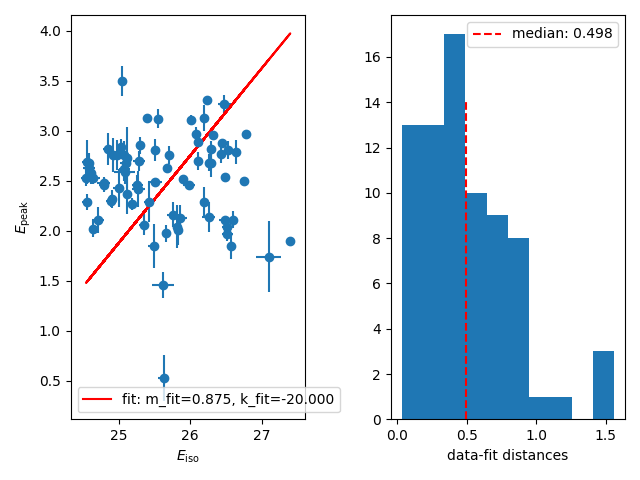 4.0
3.5
3.0
2.5
2.0
1.5
1.0
0.5
E_peak
fit: m_fit=0.875, k_fit=-20.000
25 26 27
E_iso
16
14
12
10
8
6
4
2
0
median: 0.498
0.0 0.5 1.0 1.5
data-fit distances